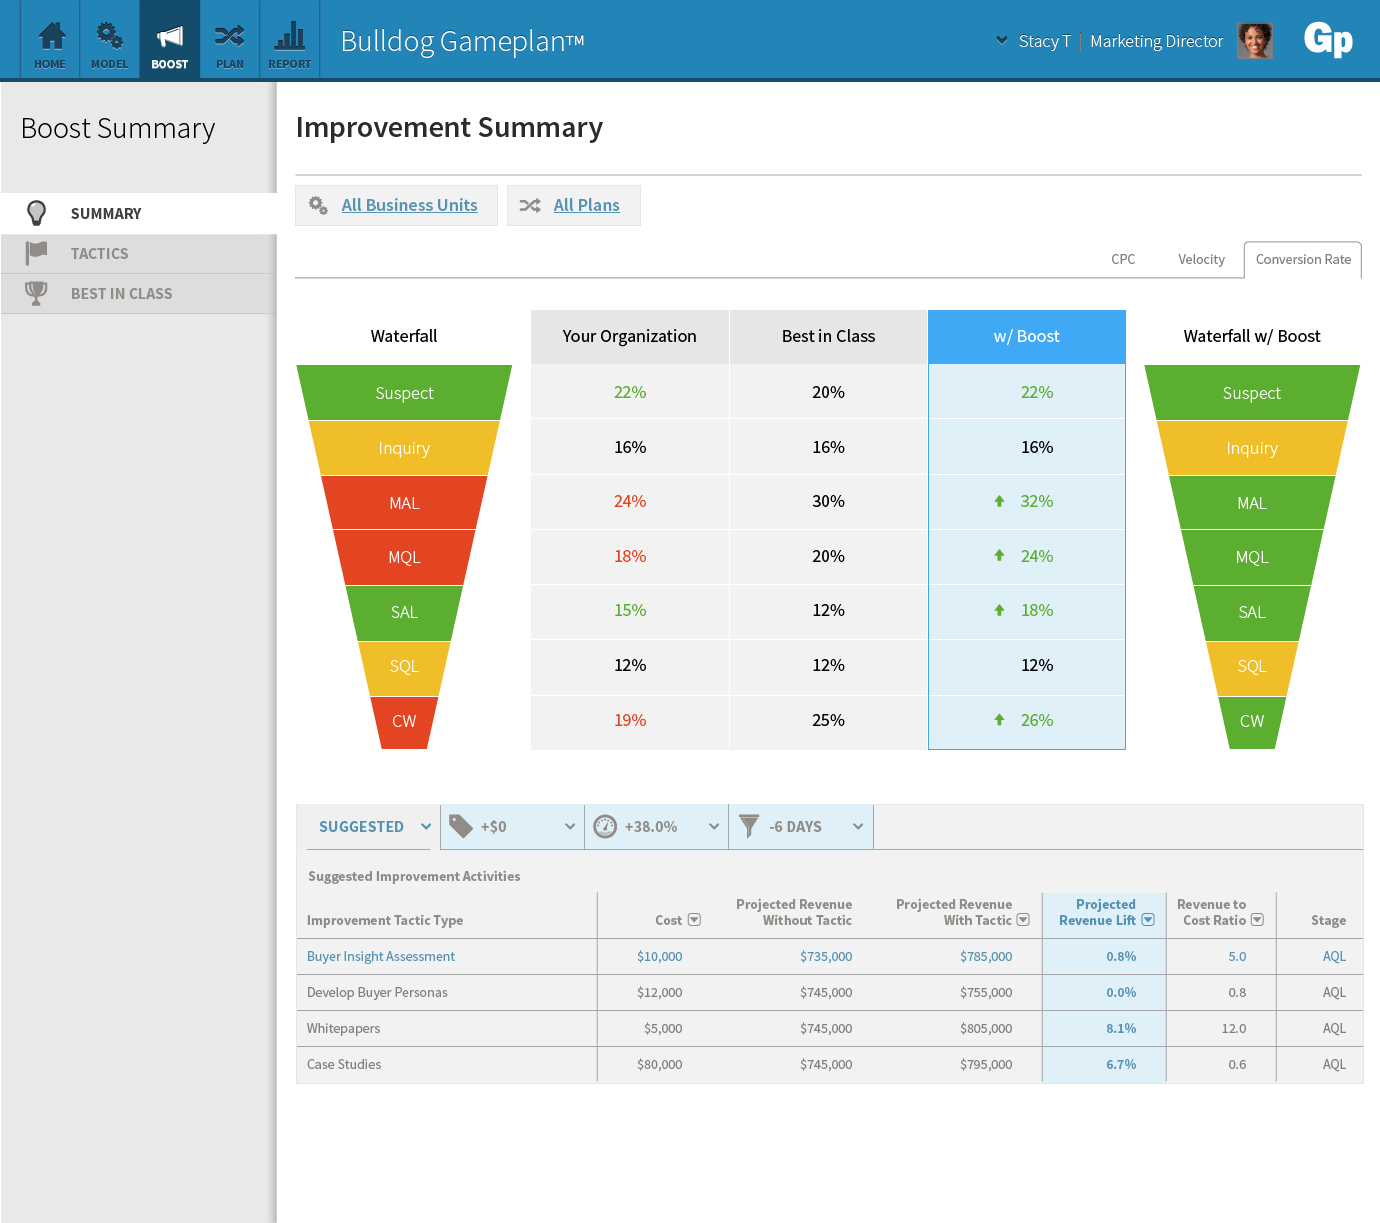 HOME MODEL BOOST PLAN REPORT
Bulldog Gameplan™
Stacy T | Marketing Director
Gp
Boost Summary
SUMMARY
TACTICS
BEST IN CLASS
Improvement Summary
All Business Units All Plans
CPC Velocity Conversion Rate
Waterfall Your Organization Best in Class w/ Boost Waterfall w/ Boost
Suspect 22% 20% 22% Suspect
Inquiry 16% 16% 16% Inquiry
MAL 24% 30% 32% MAL
MQL 18% 20% 24% MQL
SAL 15% 12% 18% SAL
SQL 12% 12% 12% SQL
CW 19% 25% 26% CW
SUGGESTED +$0 +38.0% -6 DAYS
Suggested Improvement Activities
Projected Revenue Projected Revenue Projected Revenue to
Improvement Tactic Type Cost Without Tactic With Tactic Revenue Lift Cost Ratio Stage
Buyer Insight Assessment $10,000 $735,000 $785,000 0.8% 5.0 AQL
Develop Buyer Personas $12,000 $745,000 $755,000 0.0% 0.8 AQL
Whitepapers $5,000 $745,000 $805,000 8.1% 12.0 AQL
Case Studies $80,000 $745,000 $795,000 6.7% 0.6 AQL